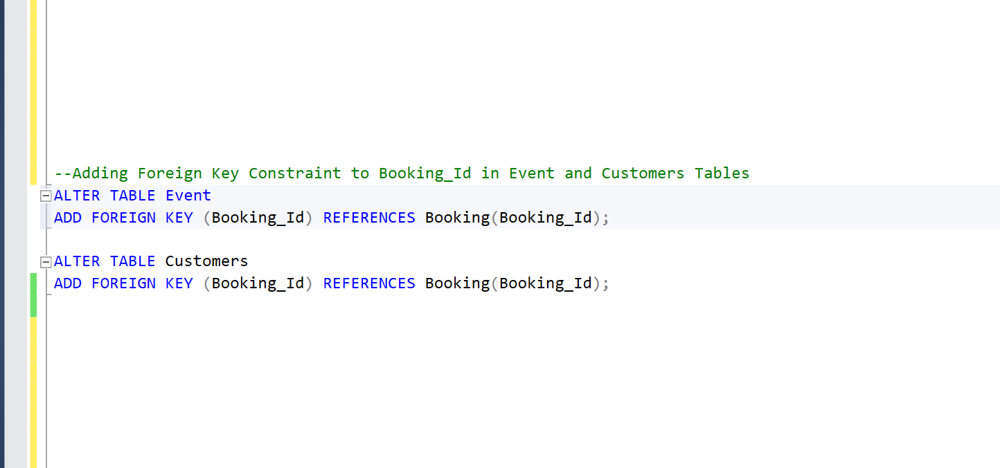 --Adding Foreign Key Constraint to Booking_Id in Event and Customers Tables
ALTER TABLE Event
ADD FOREIGN KEY (Booking_Id) REFERENCES Booking(Booking_Id);
ALTER TABLE Customers
ADD FOREIGN KEY (Booking_Id) REFERENCES Booking(Booking_Id);